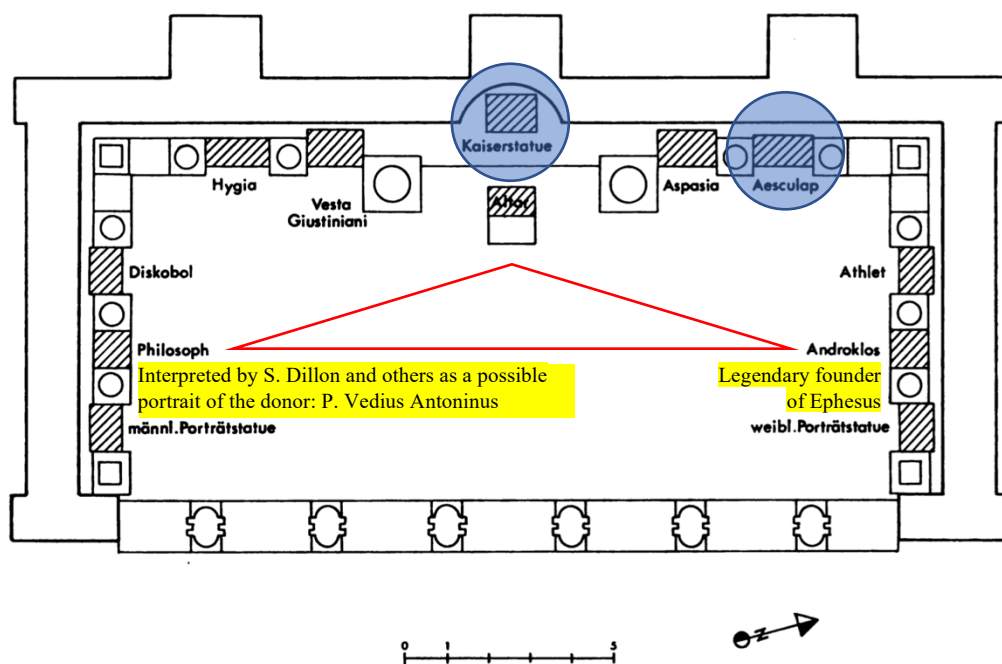 Kaiserstatue
Hygia
Aspasia
Aesculap
Vesta
Giustiniani
Altar
Diskobol
Athlet
Philosoph
Androklos
Interpreted by S. Dillon and others as a possible
portrait of the donor: P. Vedius Antoninus
Legendary founder
of Ephesus
männl.Porträtstatue
weibl.Porträtstatue
N
0 1 5